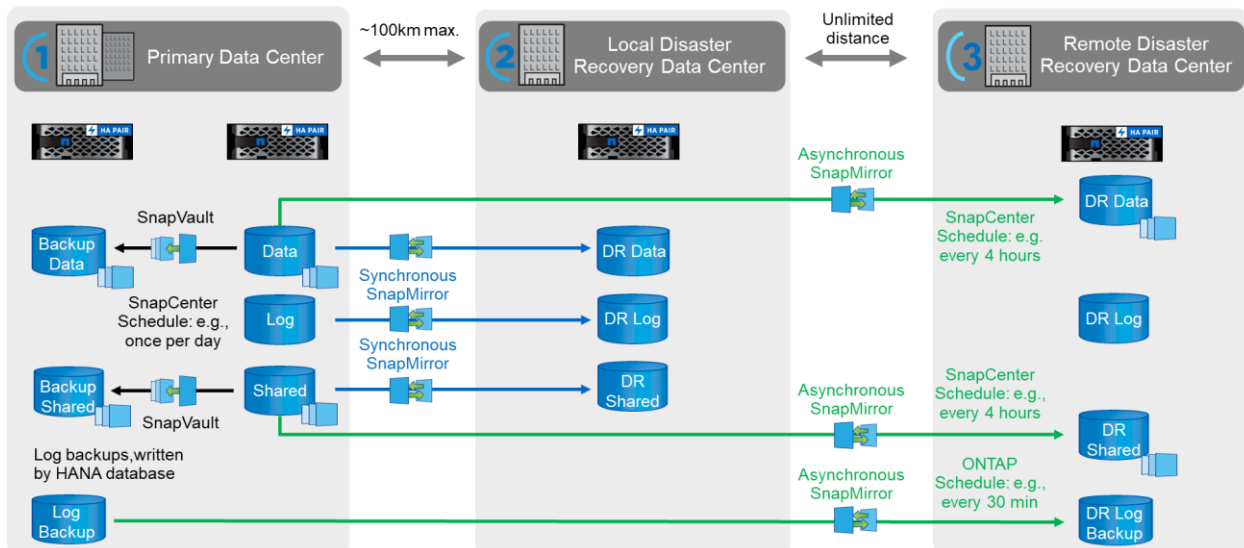 1
Primary Data Center
~100km max.
2
Local Disaster
Recovery Data Center
Unlimited
distance
3
Remote Disaster
Recovery Data Center
HA PAIR
HA PAIR
HA PAIR
HA PAIR
Asynchronous
SnapMirror
DR Data
SnapVault
Backup
Data
Data
DR Data
SnapCenter
Schedule: e.g.
every 4 hours
Synchronous
SnapMirror
SnapCenter
Schedule: e.g.,
once per day
Log
DR Log
DR Log
Synchronous
SnapMirror
Backup
Shared
Shared
DR
Shared
SnapVault
Asynchronous
SnapMirror
SnapCenter
Schedule: e.g.,
every 4 hours
DR
Shared
Log backups,written
by HANA database
Asynchronous
SnapMirror
ONTAP
Schedule: e.g.,
every 30 min
Log
Backup
DR Log
Backup